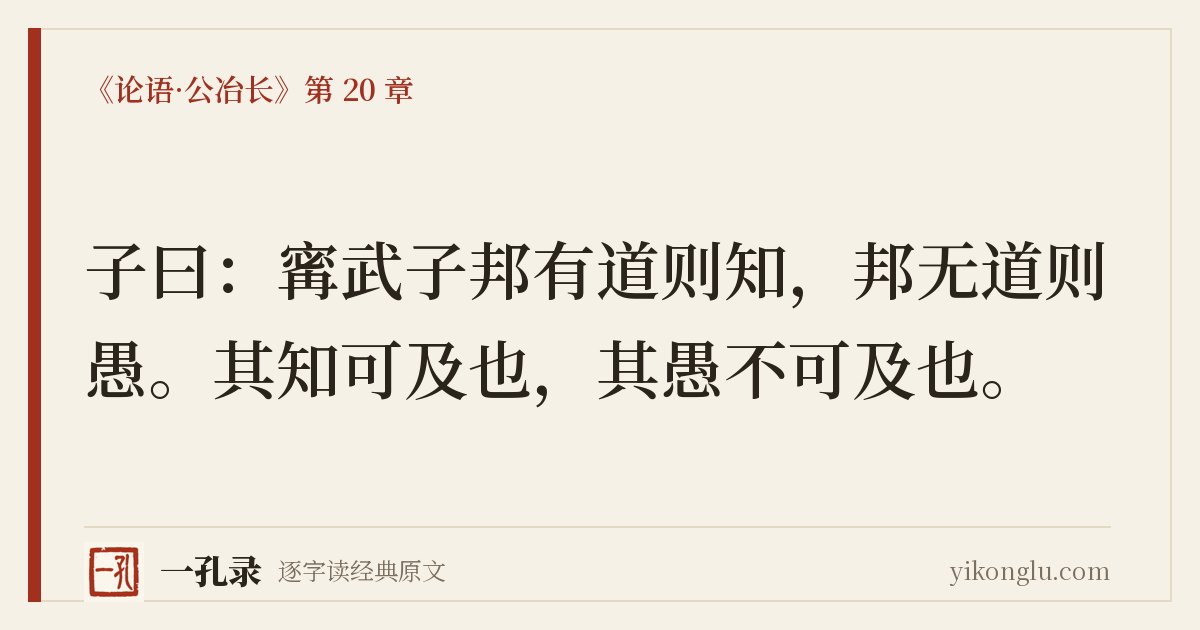 《论语·公冶长》第 20 章
子曰：甯武子邦有道则知，邦无道则
愚。其知可及也，其愚不可及也。
一孔
一孔录 逐字读经典原文
yikonglu.com